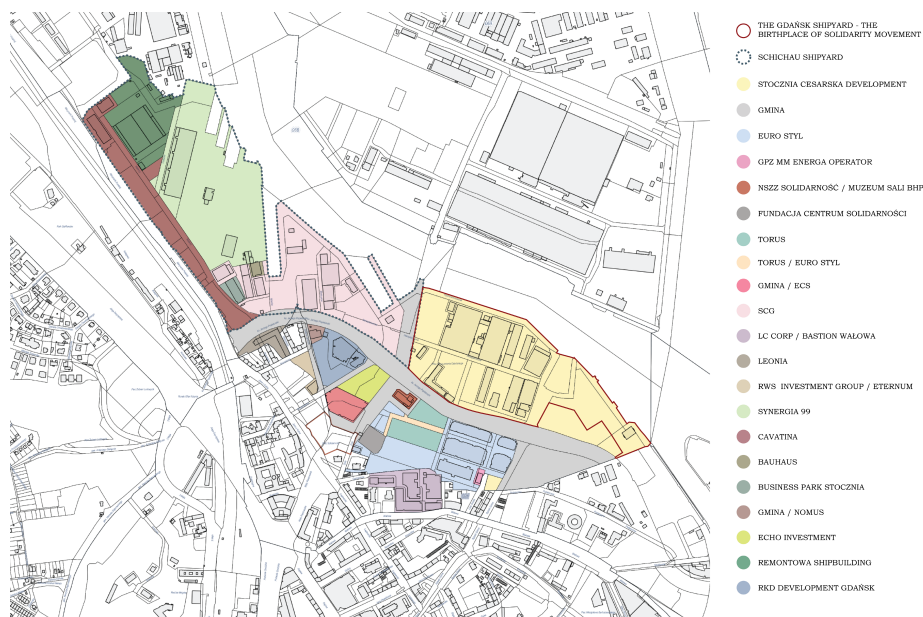 THE GDAŃSK SHIPYARD - THE
BIRTHPLACE OF SOLIDARITY MOVEMENT
SCHICHAU SHIPYARD
STOCZNIA CESARSKA DEVELOPMENT
GMINA
EURO STYL
GPZ MM ENERGA OPERATOR
NSZZ SOLIDARNOŚĆ / MUZEUM SALI BHP
FUNDACJA CENTRUM SOLIDARNOŚCI
TORUS
TORUS / EURO STYL
GMINA / ECS
SCG
LC CORP / BASTION WAŁOWA
LEONIA
RWS INVESTMENT GROUP / ETERNUM
SYNERGIA 99
CAVATINA
BAUHAUS
BUSINESS PARK STOCZNIA
GMINA / NOMUS
ECHO INVESTMENT
REMONTOWA SHIPBUILDING
RKD DEVELOPMENT GDAŃSK